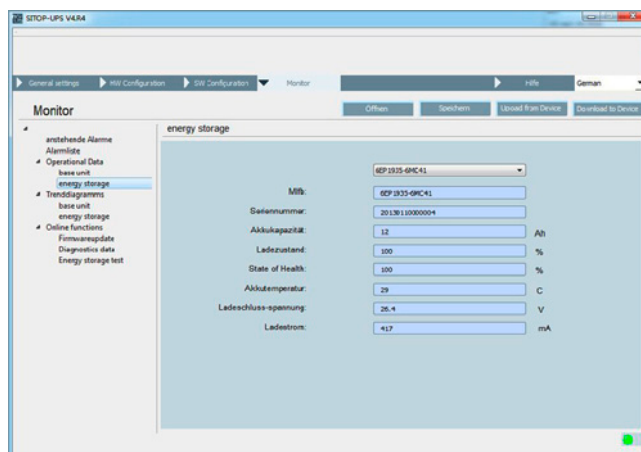 SITOP-UPS V4.R4
General settings HW Configuration SW Configuration Monitor Hilfe German
Monitor Öffnen Speichern Upload from Device Download to Device
energy storage
anstehende Alarme
Alarmliste
Operational Data
base unit
energy storage
Trenddiagramms
base unit
energy storage
Online functions
Firmwareupdate
Diagnostics data
Energy storage test
6EP1935-6MC41
Mlfb: 6EP1935-6MC41
Seriennummer: 20130110000004
Akkukapazität: 12 Ah
Ladezustand: 100 %
State of Health: 100 %
Akkutemperatur: 29 C
Ladeschluss-spannung: 26.4 V
Ladestrom: 417 mA